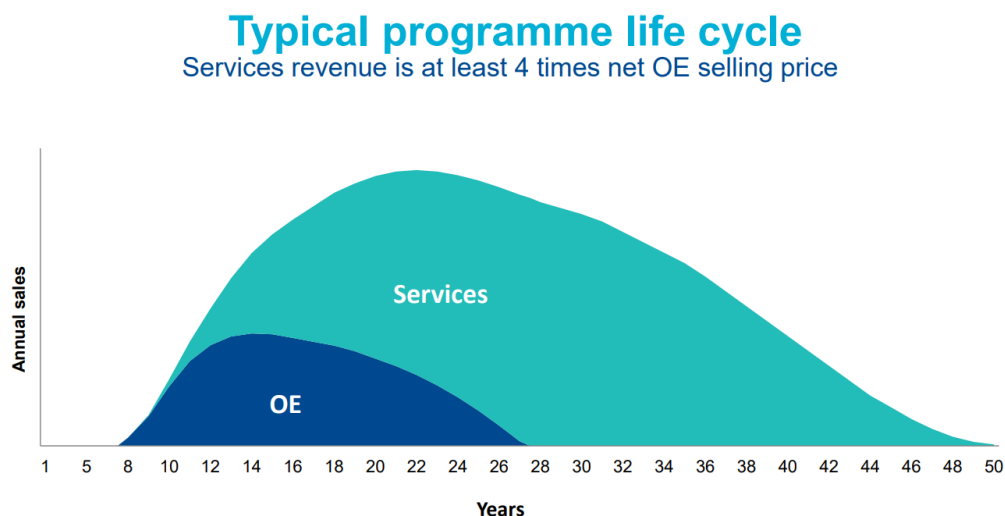 Typical programme life cycle
Services revenue is at least 4 times net OE selling price
Annual sales
Services
OE
1 5 8 10 12 14 16 18 20 22 24 26 28 30 32 34 36 38 40 42 44 46 48 50
Years